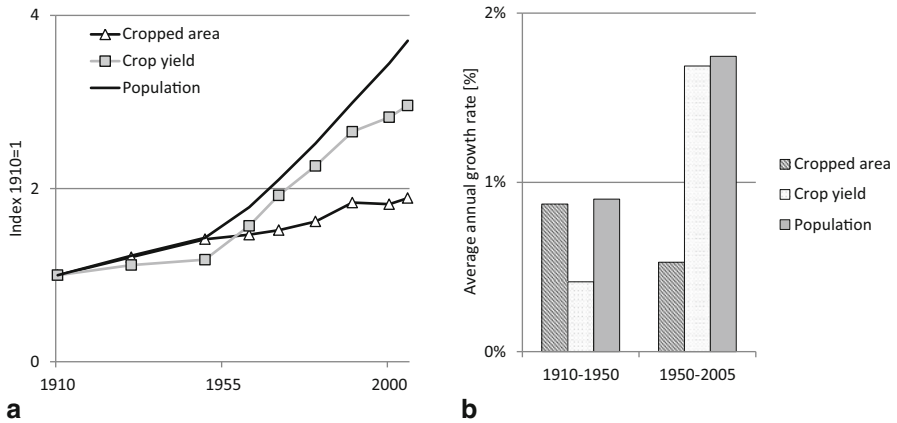 4
2
0
Index 1910=1
Cropped area
Crop yield
Population
1910
1955
2000
a
2%
1%
0%
Average annual growth rate [%]
1910-1950
1950-2005
Cropped area
Crop yield
Population
b